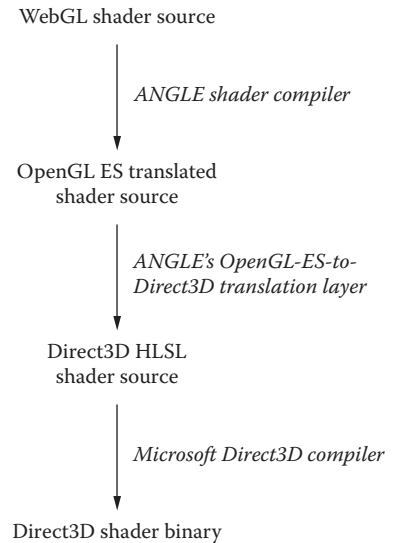 WebGL shader source
ANGLE shader compiler
OpenGL ES translated
shader source
ANGLE's OpenGL-ES-to-
Direct3D translation layer
Direct3D HLSL
shader source
Microsoft Direct3D compiler
Direct3D shader binary